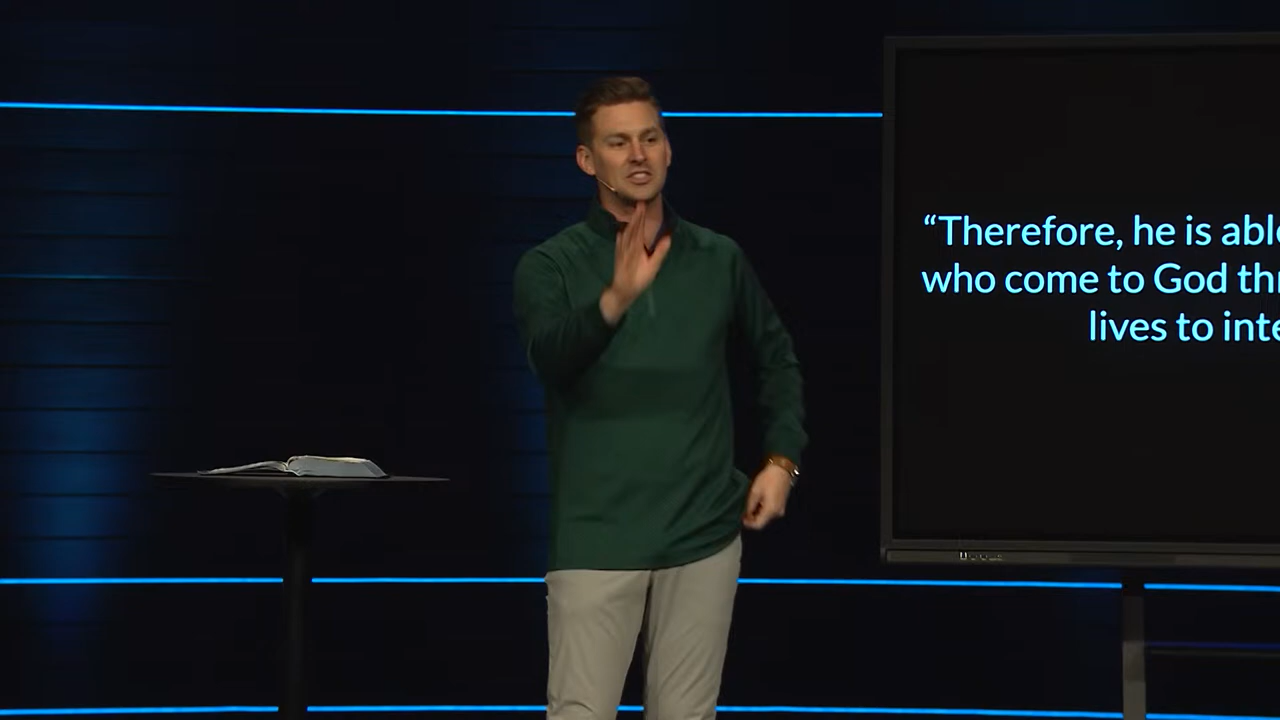 “Therefore, he is able
who come to God thr
lives to inte